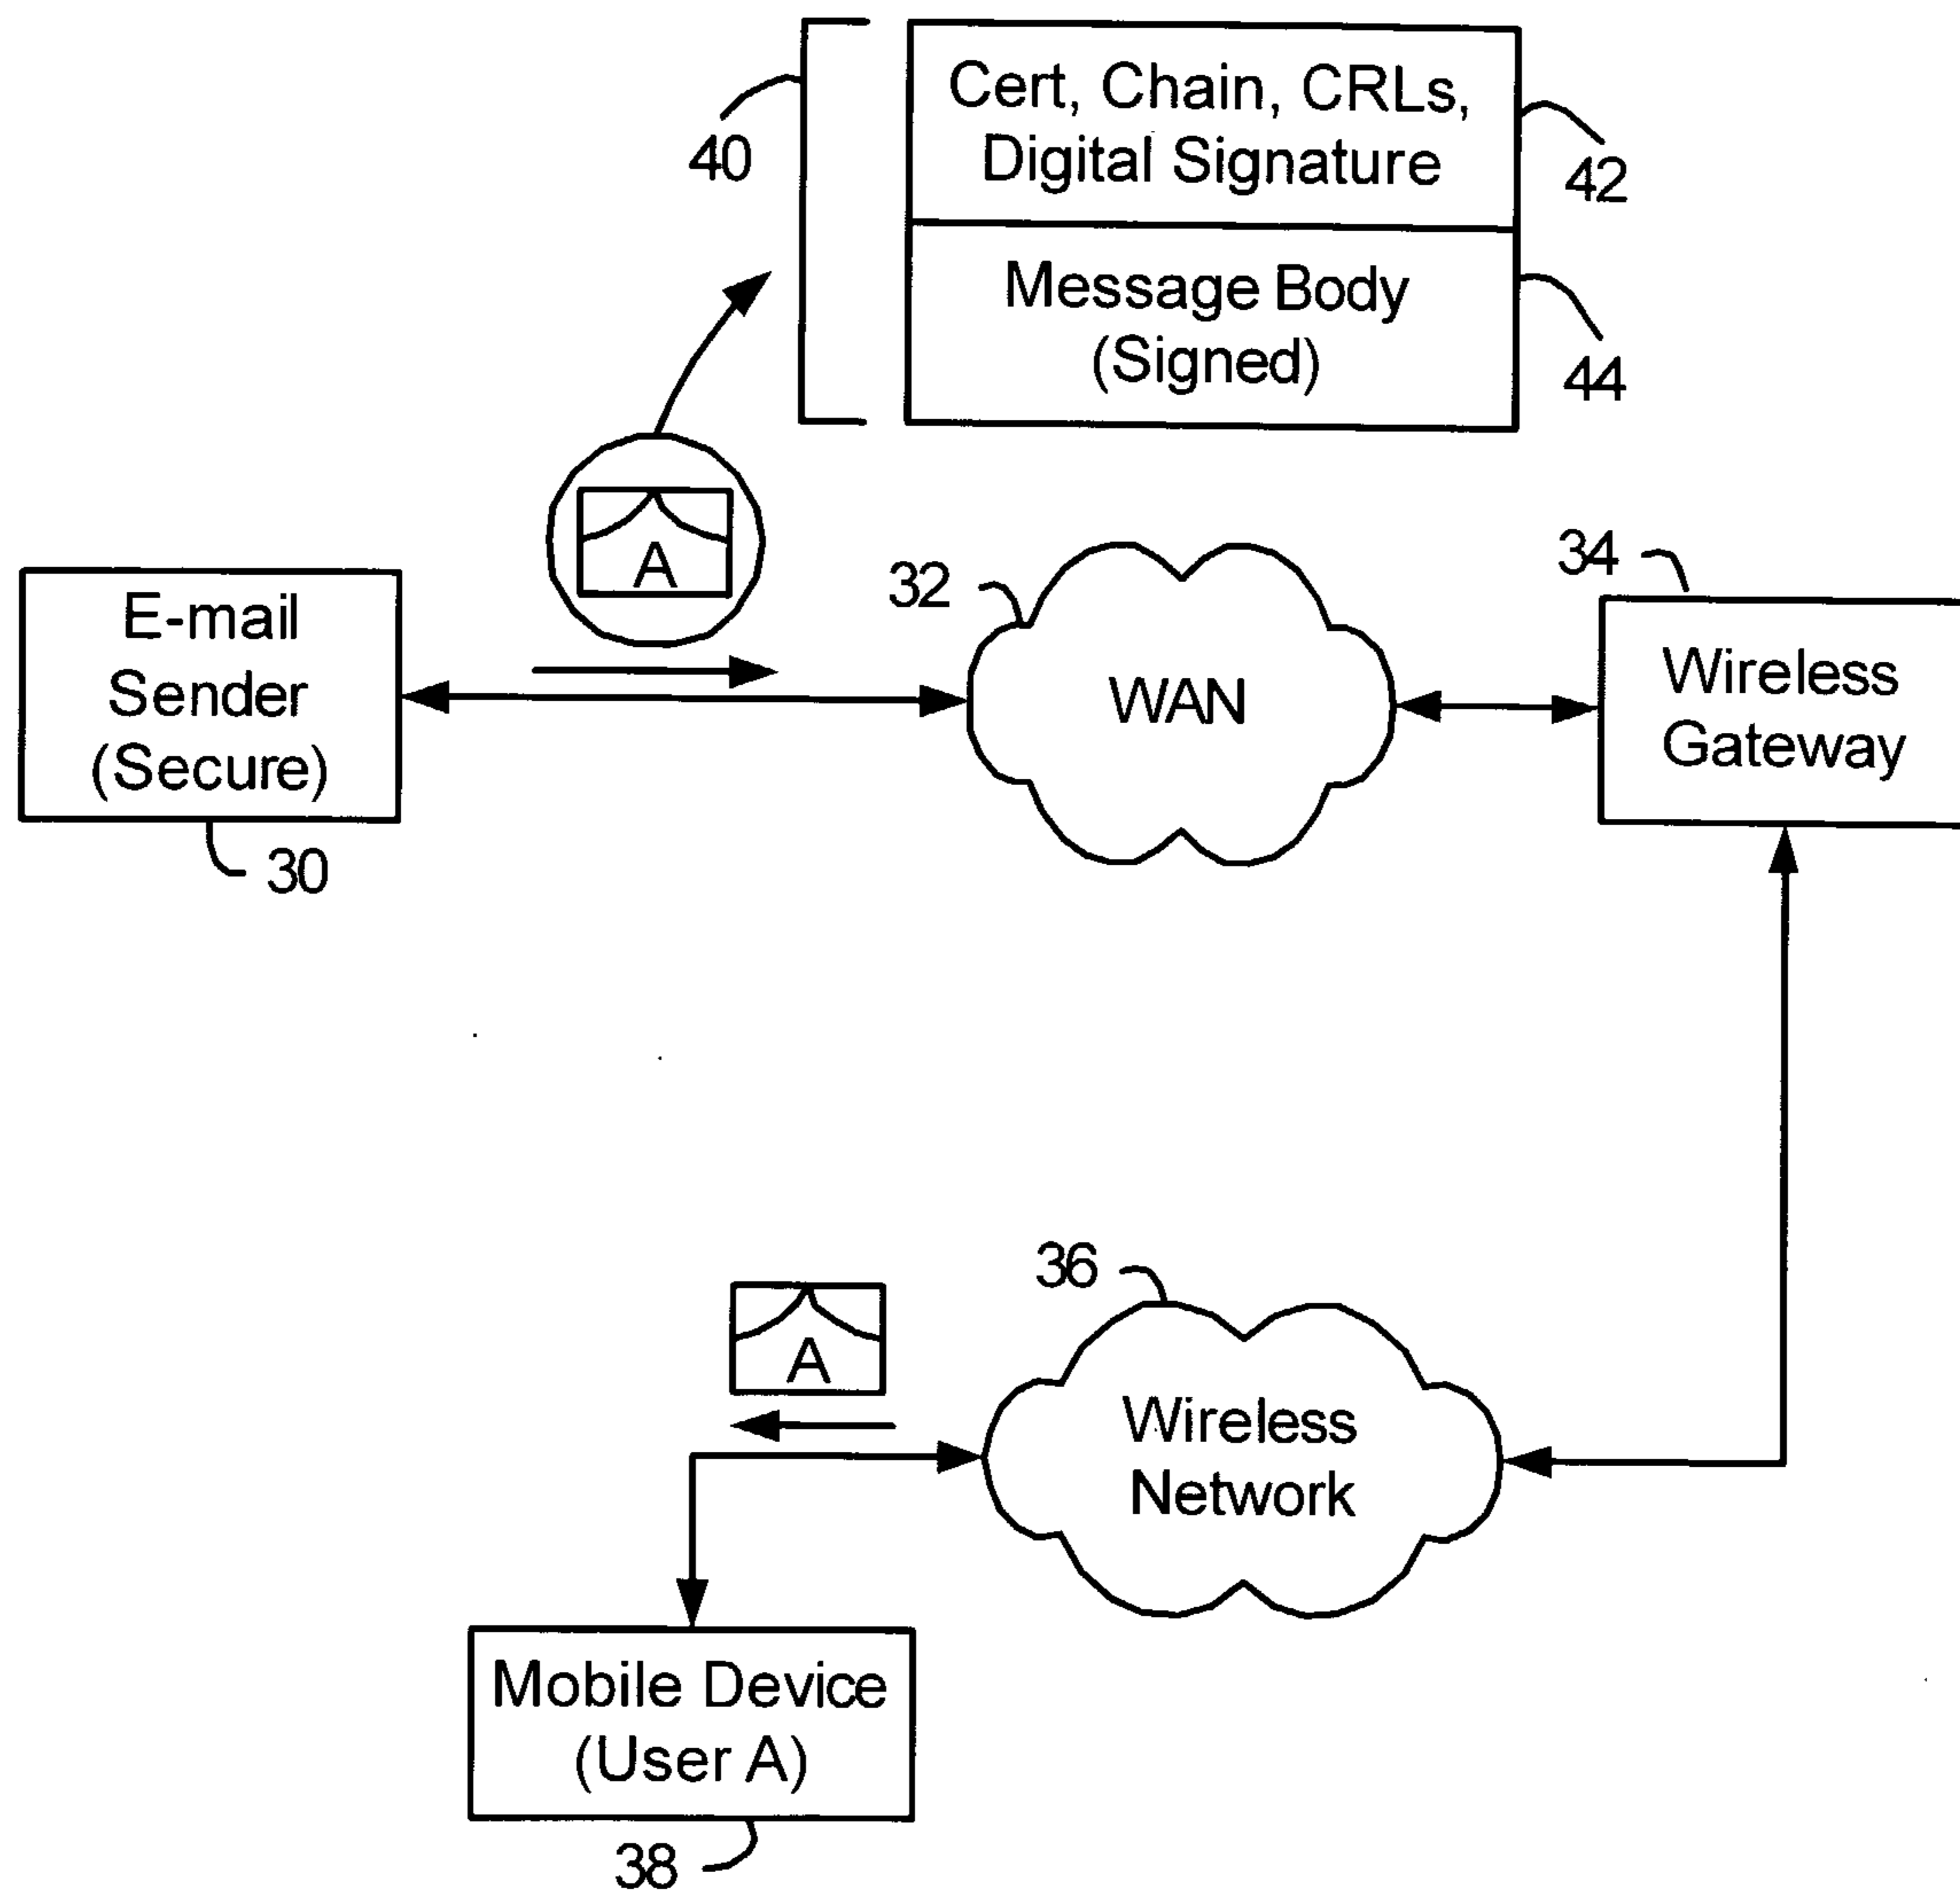 Cert, Chain, CRLs,
Digital Signature
40
42
Message Body
(Signed)
44
A
E-mail
Sender
(Secure)
30
32
WAN
34
Wireless
Gateway
A
36
Wireless
Network
Mobile Device
(User A)
38